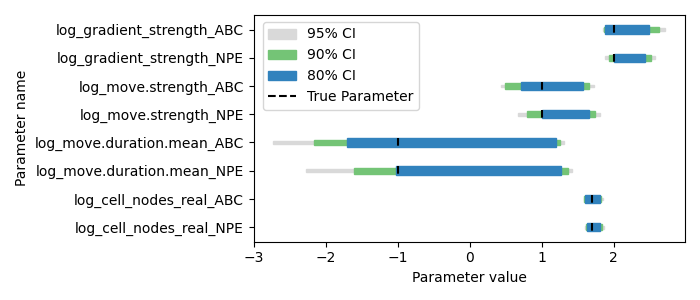 log_gradient_strength_ABC
log_gradient_strength_NPE
log_move.strength_ABC
log_move.strength_NPE
log_move.duration.mean_ABC
log_move.duration.mean_NPE
log_cell_nodes_real_ABC
log_cell_nodes_real_NPE
Parameter name
95% CI
90% CI
80% CI
True Parameter
−3 −2 −1 0 1 2
Parameter value